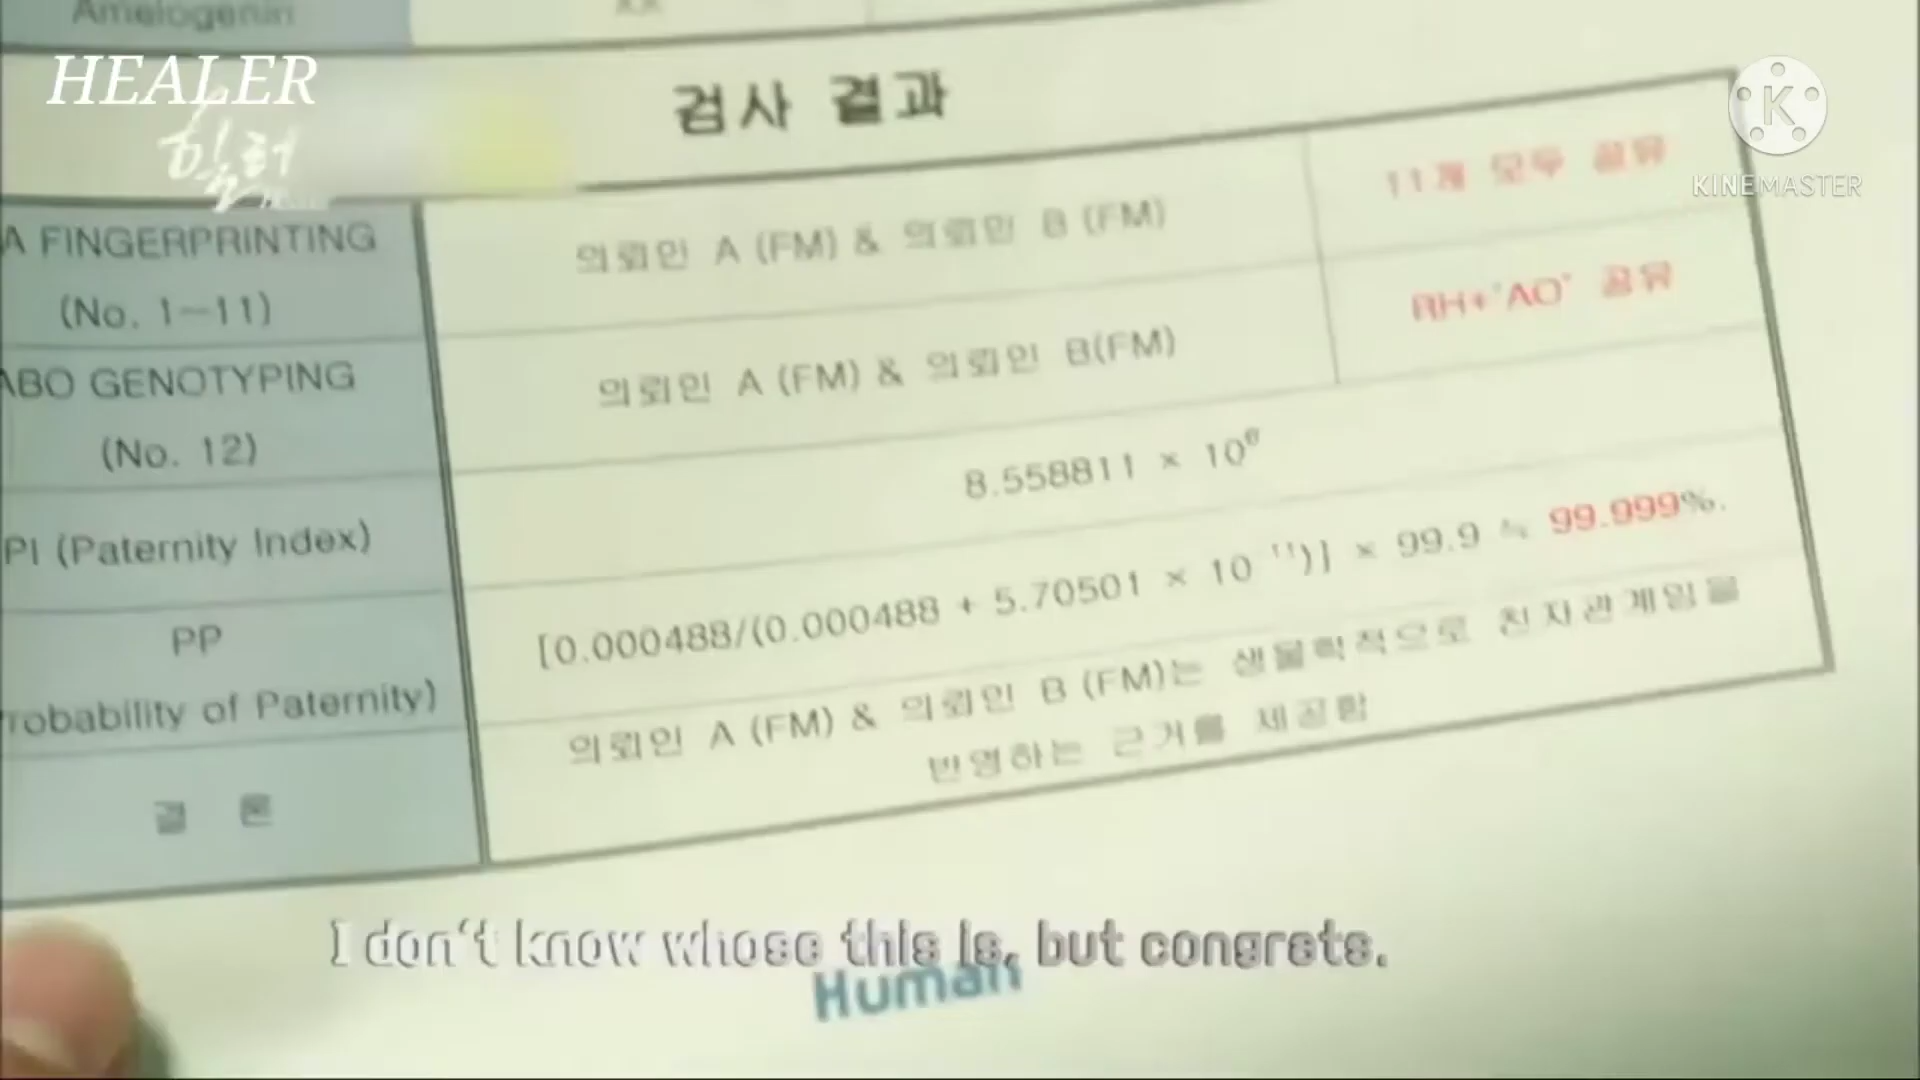 Amelogenin
HEALER
힐러
검사 결과
KINEMASTER
A FINGERPRINTING
(No. 1~11)
의뢰인 A (FM) & 의뢰인 B (FM)
11개 모두 공유
ABO GENOTYPING
(No. 12)
의뢰인 A (FM) & 의뢰인 B(FM)
RH+'AO' 공유
PI (Paternity Index)
8.558811 × 10
PP
robability of Paternity)
[0.000488/(0.000488 + 5.70501 × 10 ¹¹)] × 99.9 ≒ 99.999%.
결 론
의뢰인 A (FM) & 의뢰인 B (FM)는 생물학적으로 친자관계임을
반영하는 근거를 제공함
I don't know whose this is, but congrets.
Human